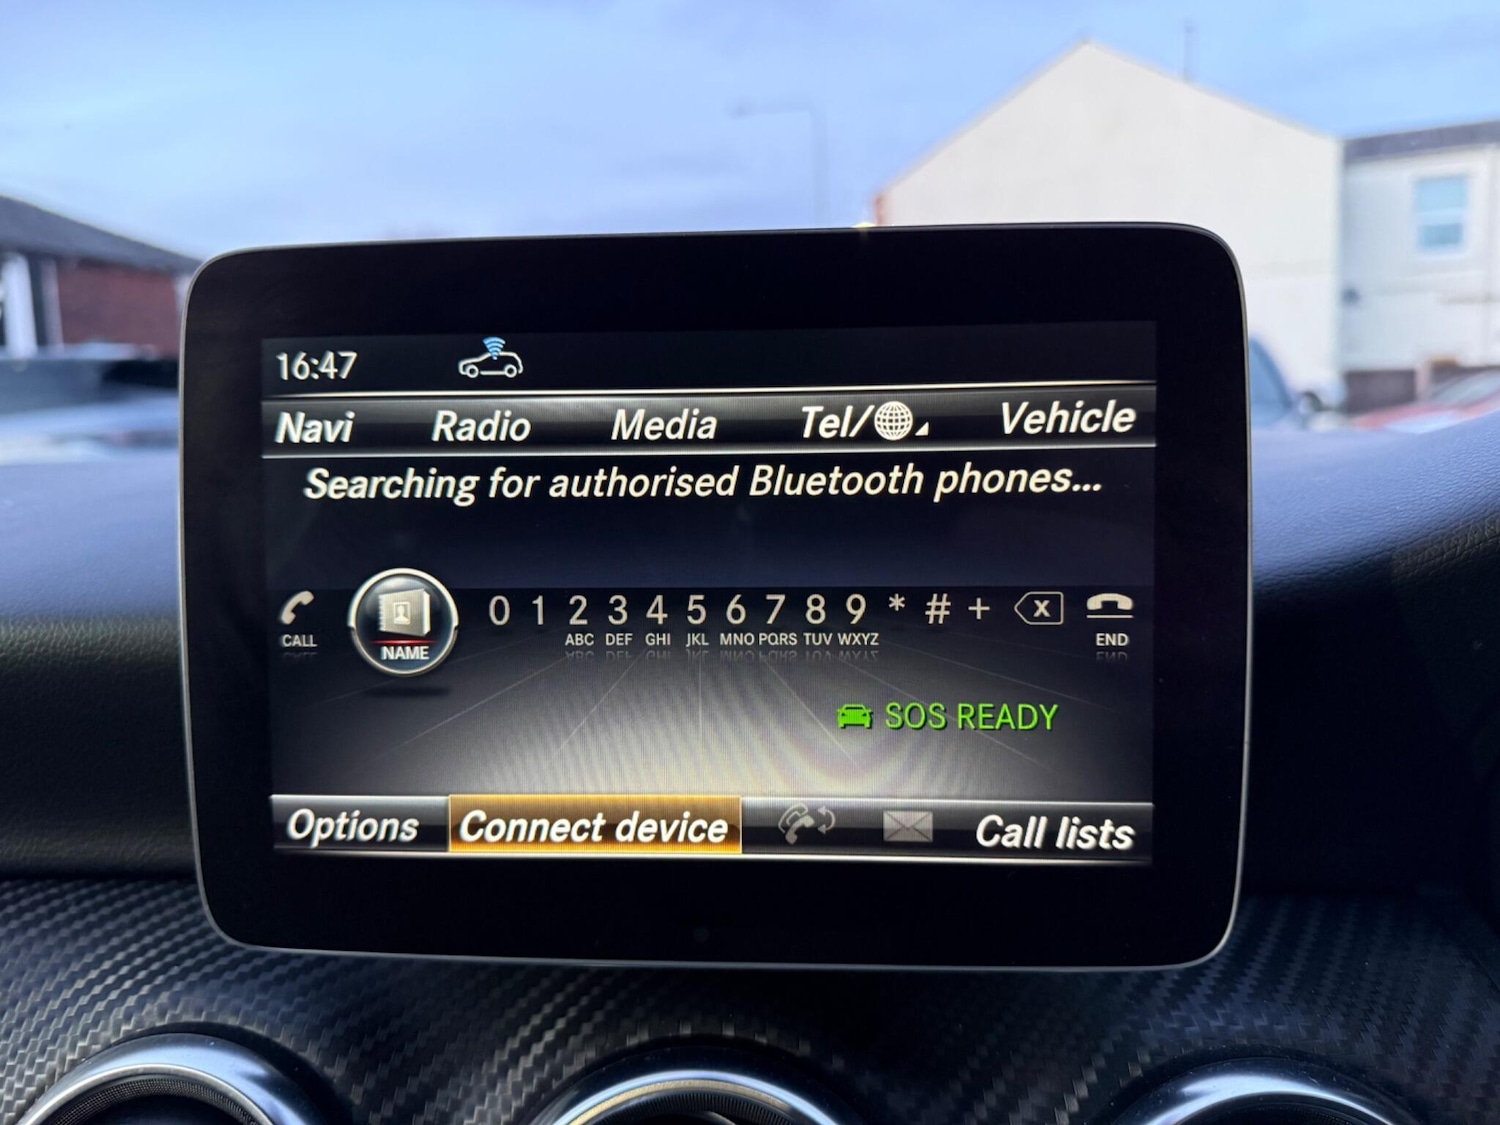 16:47
Navi Radio Media Tel/ Vehicle
Searching for authorised Bluetooth phones...
0 1 2 3 4 5 6 7 8 9 * # + X
CALL NAME ABC DEF GHI JKL MNO PQRS TUV WXYZ END
SOS READY
Options Connect device Call lists